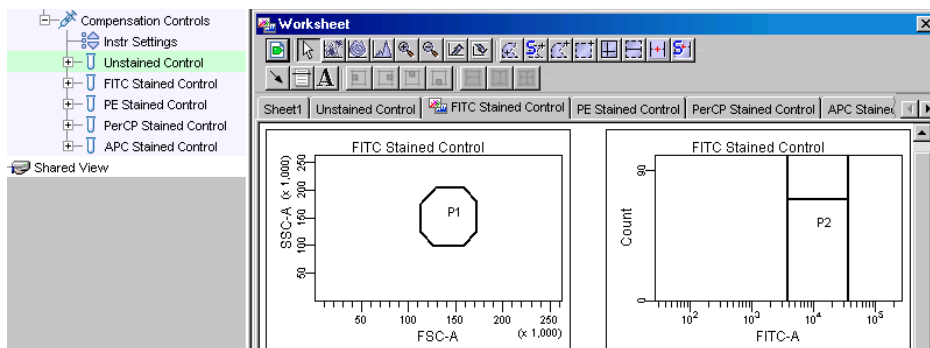 Compensation Controls
Instr Settings
Unstained Control
FITC Stained Control
PE Stained Control
PerCP Stained Control
APC Stained Control
Shared View
Worksheet
A
Sheet1 Unstained Control FITC Stained Control PE Stained Control PerCP Stained Control APC Staine
FITC Stained Control
SSC-A (x 1,000)
50 100 150 200 250
P1
50 100 150 200 250
FSC-A (x 1,000)
FITC Stained Control
Count
0 90
P2
10² 10³ 10⁴ 10⁵
FITC-A